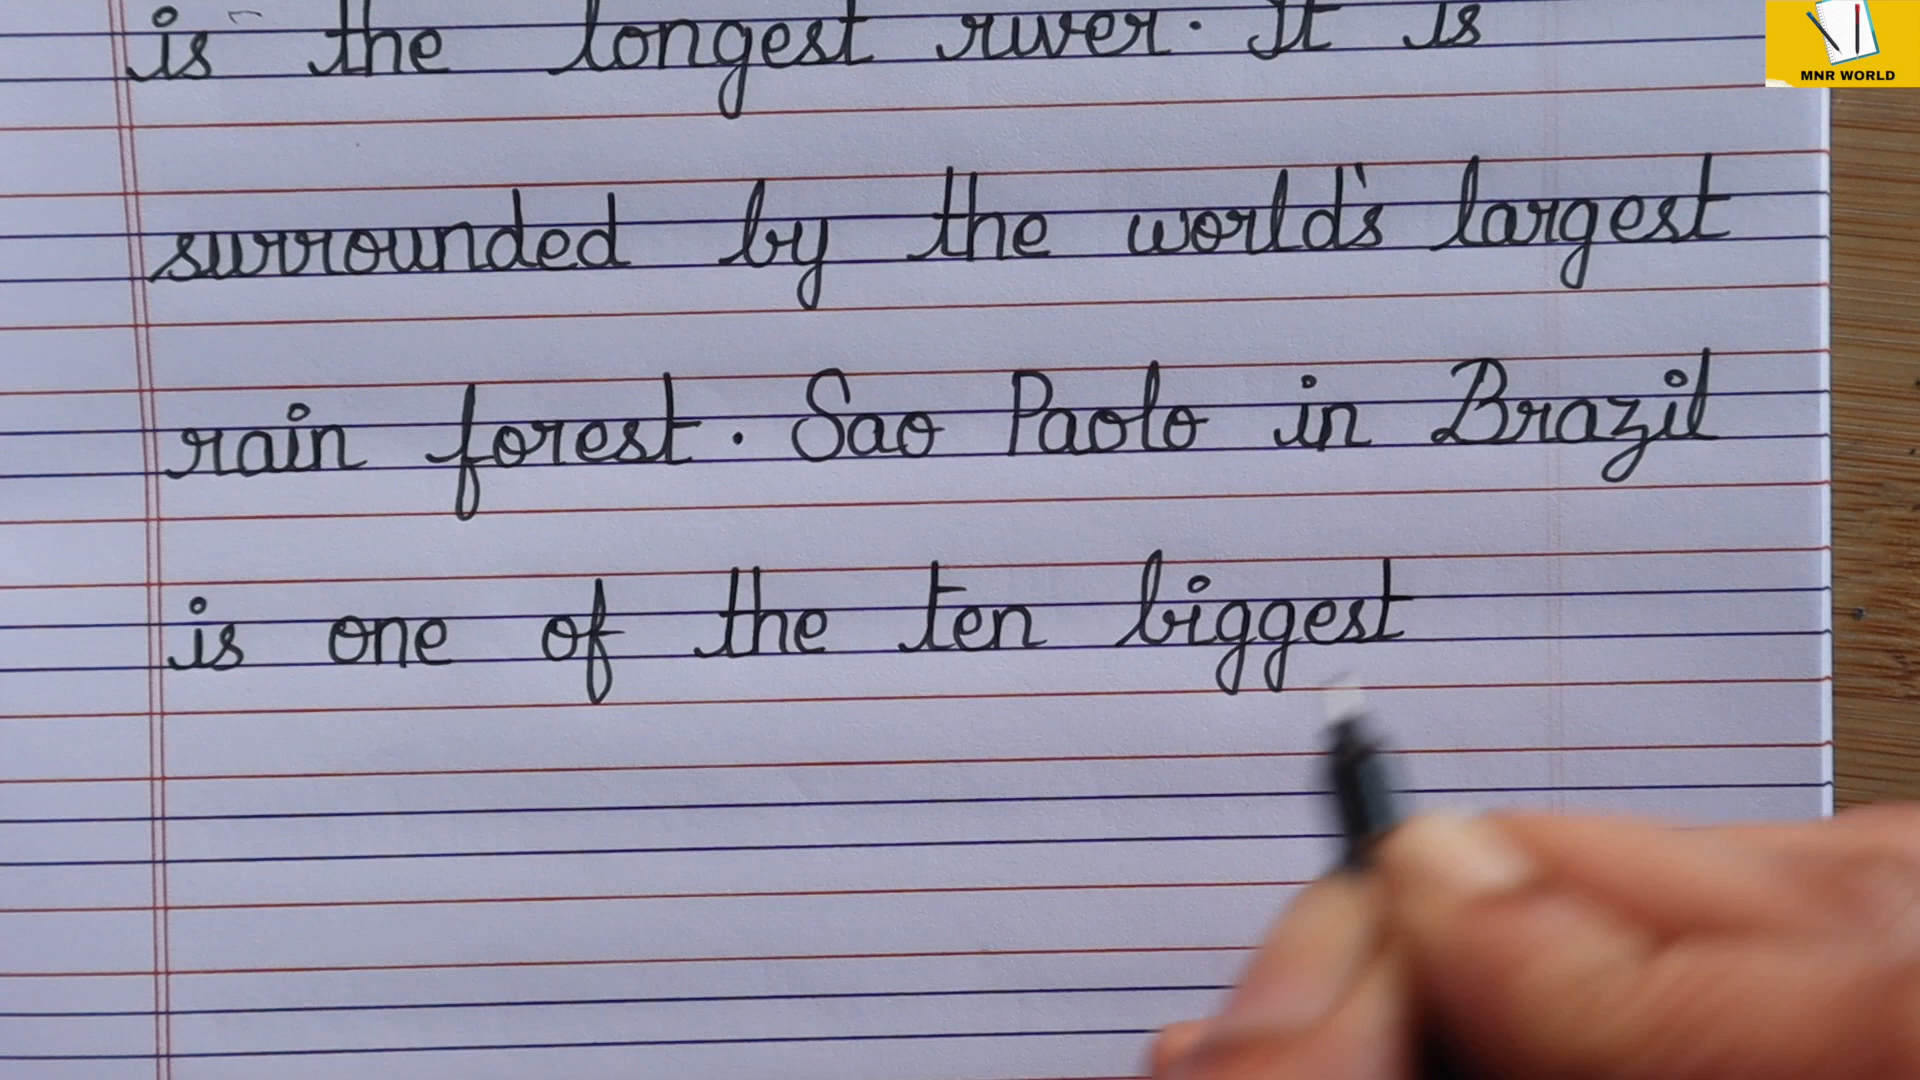 is the longest river. It is
MNR WORLD
surrounded by the world's largest
rain forest. Sao Paolo in Brazil
is one of the ten biggest